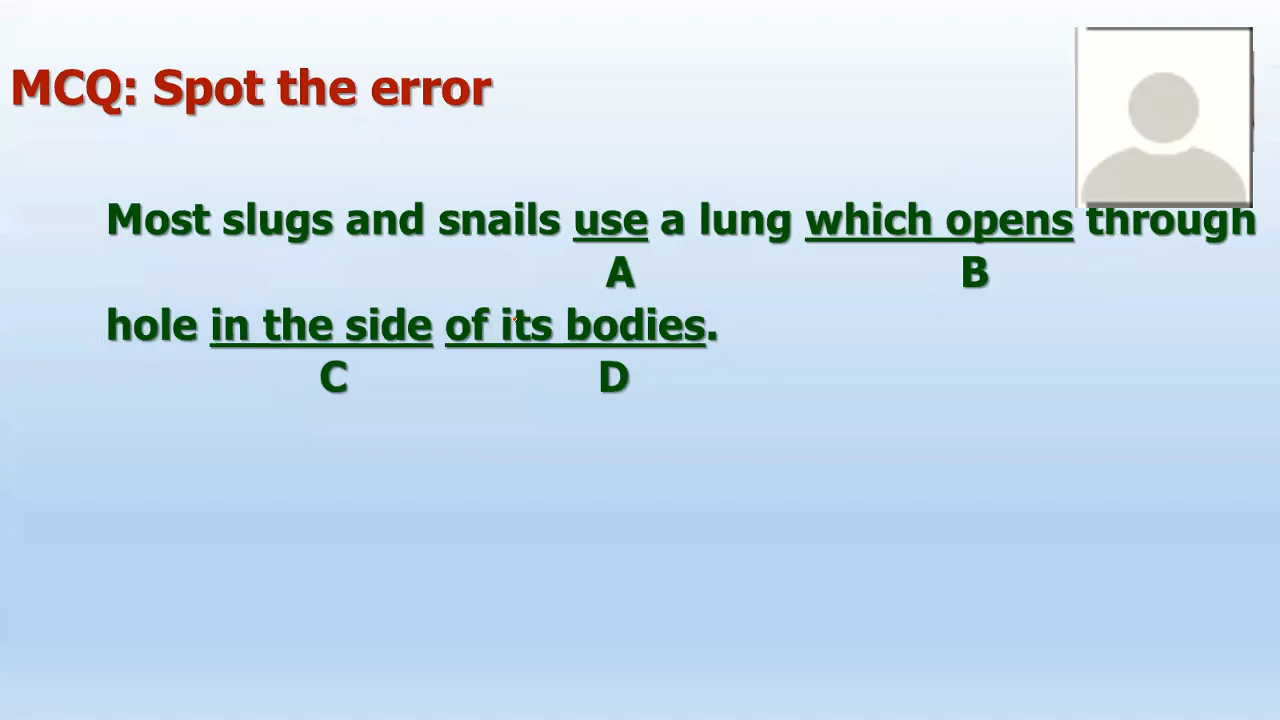 MCQ: Spot the error
Most slugs and snails use a lung which opens through
A B
hole in the side of its bodies.
C D